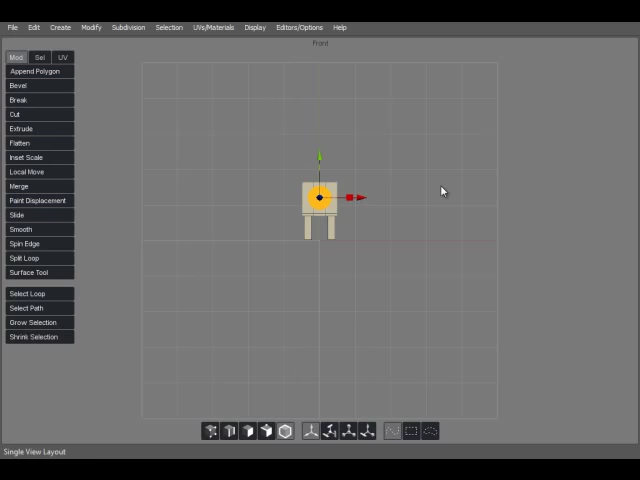 File Edit Create Modify Subdivision Selection UVs/Materials Display Editors/Options Help
Front
Mod Sel UV
Append Polygon
Bevel
Break
Cut
Extrude
Flatten
Inset Scale
Local Move
Merge
Paint Displacement
Slide
Smooth
Spin Edge
Split Loop
Surface Tool
Select Loop
Select Path
Grow Selection
Shrink Selection
Single View Layout